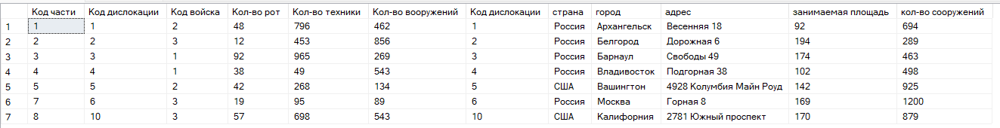 Код части Код дислокации Код войска Кол-во рот Кол-во техники Кол-во вооружений Код дислокации страна город адрес занимаемая площадь кол-во сооружений
1 1 1 2 48 796 462 1 Россия Архангельск Весенняя 18 92 694
2 2 2 3 12 453 856 2 Россия Белгород Дорожная 6 194 289
3 3 3 1 92 965 269 3 Россия Барнаул Свободы 49 174 463
4 4 4 1 38 49 543 4 Россия Владивосток Подгорная 38 102 498
5 5 5 2 42 268 134 5 США Вашингтон 4928 Колумбия Майн Роуд 142 925
6 7 6 3 19 95 89 6 Россия Москва Горная 8 169 1200
7 8 10 3 57 698 543 10 США Калифорния 2781 Южный проспект 170 879